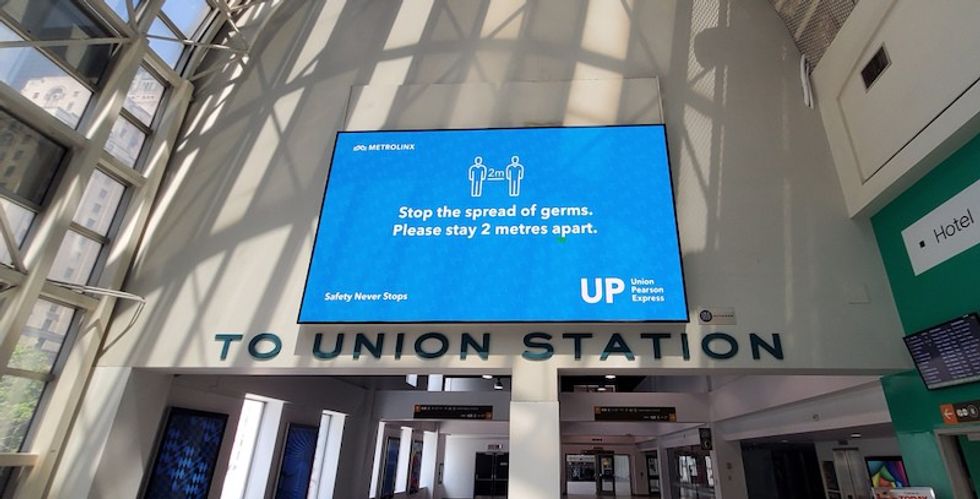 METROLINX
2m
Stop the spread of germs.
Please stay 2 metres apart.
Safety Never Stops
UP Union
Pearson
Express
TO UNION STATION
Hotel